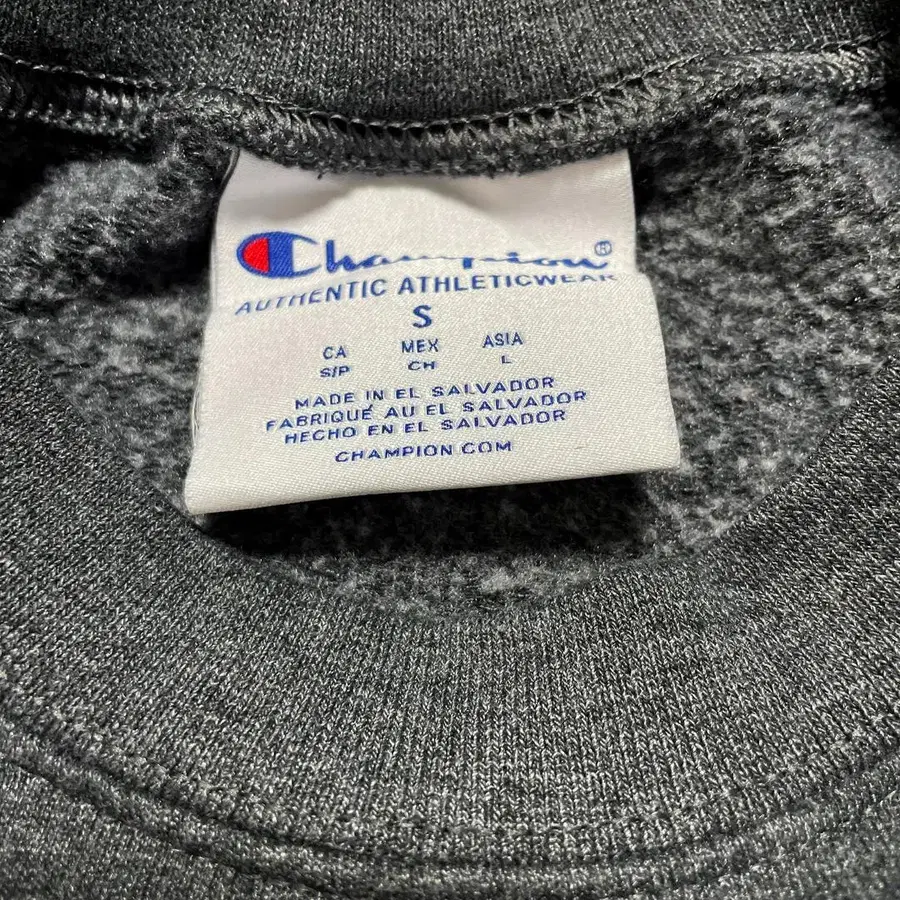 Champion®
AUTHENTIC ATHLETICWEAR
S
CA MEX ASIA
S/P CH L
MADE IN EL SALVADOR
FABRIQUÉ AU EL SALVADOR
HECHO EN EL SALVADOR
CHAMPION.COM